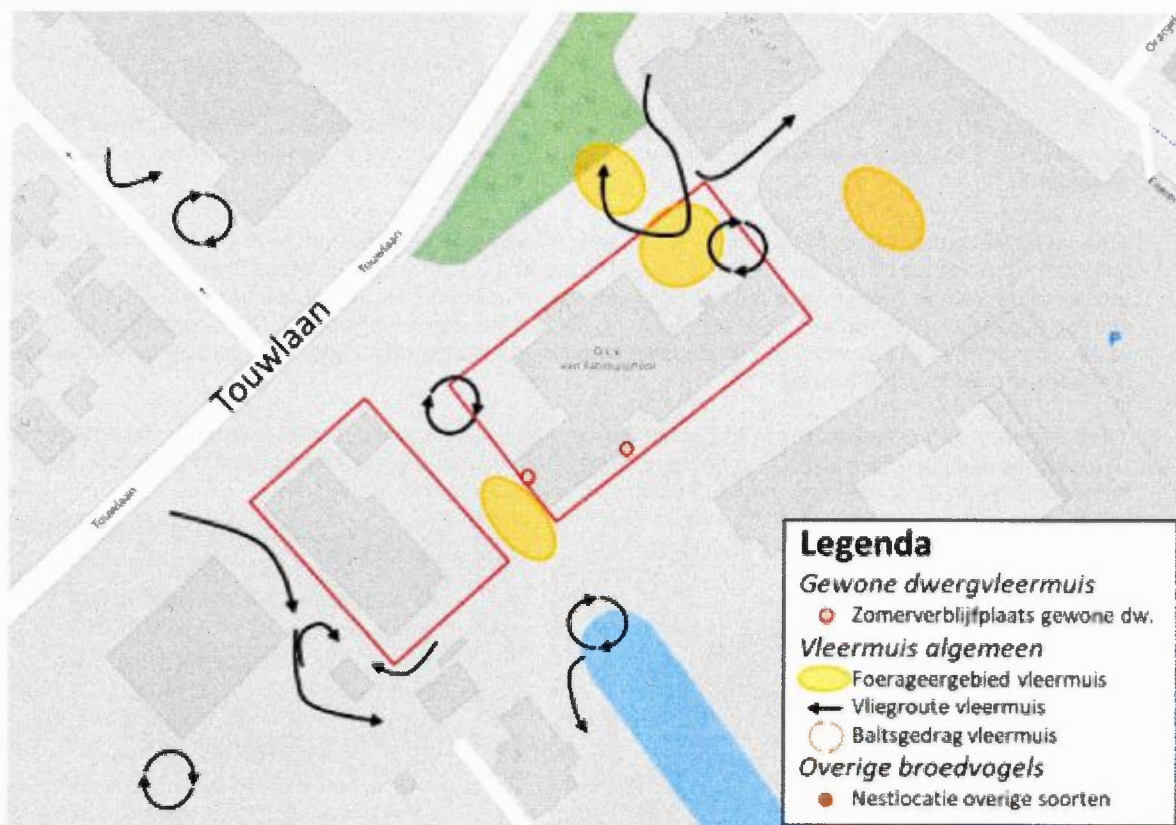 Touwlaan
Touwlaan
Touwlaan
P
Legenda
Gewone dwergvleermuis
Zomerverblijfplaats gewone dw.
Vleermuis algemeen
Foerageergebied vleermuis
Vliegroute vleermuis
Baltsgedrag vleermuis
Overige broedvogels
Nestlocatie overige soorten